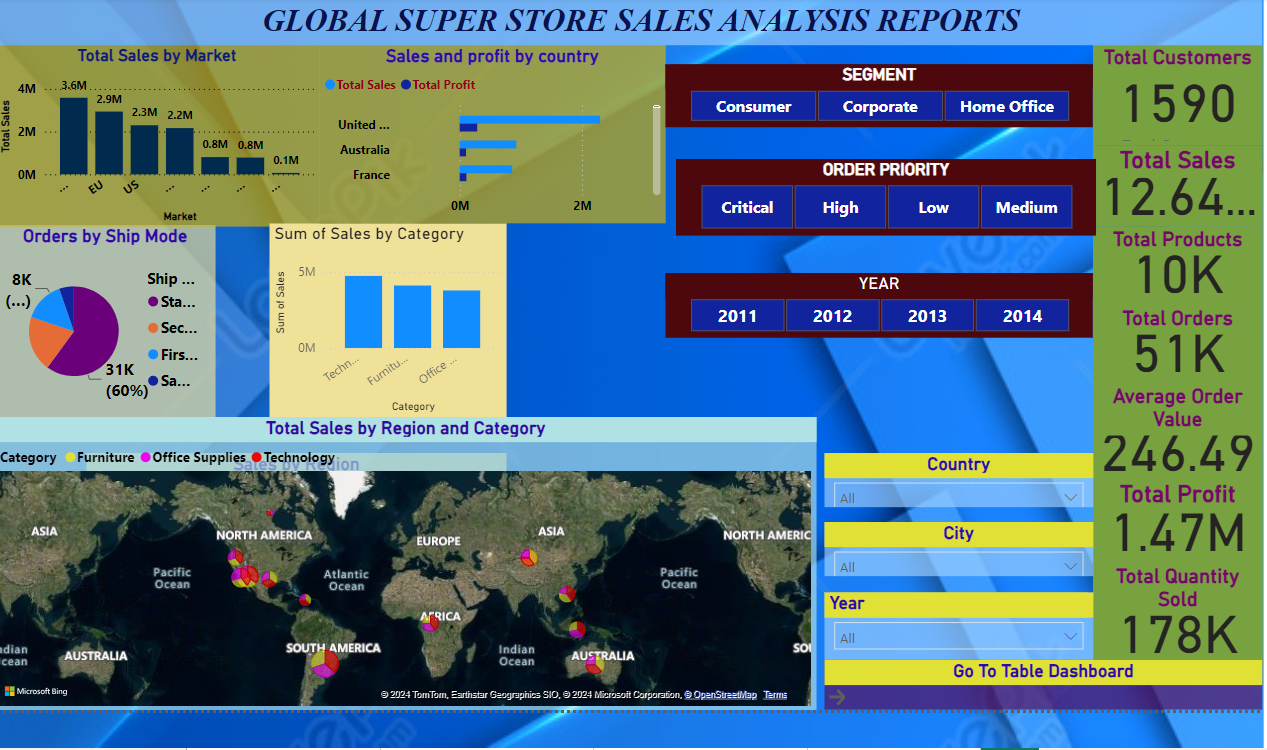 GLOBAL SUPER STORE SALES ANALYSIS REPORTS
Total Sales by Market
Total Sales
4M
2M
0M
3.6M
2.9M
2.3M
2.2M
0.8M
0.8M
0.1M
...
EU
US
...
...
...
...
Market
Sales and profit by country
Total Sales
Total Profit
United ...
Australia
France
0M
2M
SEGMENT
Consumer
Corporate
Home Office
ORDER PRIORITY
Critical
High
Low
Medium
YEAR
2011
2012
2013
2014
Total Customers
1590
Total Sales
12.64...
Total Products
10K
Total Orders
51K
Average Order
Value
246.49
Total Profit
1.47M
Total Quantity
Sold
178K
Orders by Ship Mode
8K
(...)
31K
(60%)
Ship ...
Sta...
Sec...
Firs...
Sa...
Sum of Sales by Category
Sum of Sales
5M
0M
Techn...
Furnitu...
Office ...
Category
Total Sales by Region and Category
Category
Furniture
Office Supplies
Technology
Sales by Region
ASIA
NORTH AMERICA
EUROPE
ASIA
NORTH AMERIC
Pacific
Ocean
Atlantic
Ocean
Pacific
Ocean
AFRICA
ndian
cean
AUSTRALIA
SOUTH AMERICA
Indian
Ocean
AUSTRALIA
SOU
Microsoft Bing
© 2024 TomTom, Earthstar Geographics SIO, © 2024 Microsoft Corporation, © OpenStreetMap Terms
Country
All
City
All
Year
All
Go To Table Dashboard